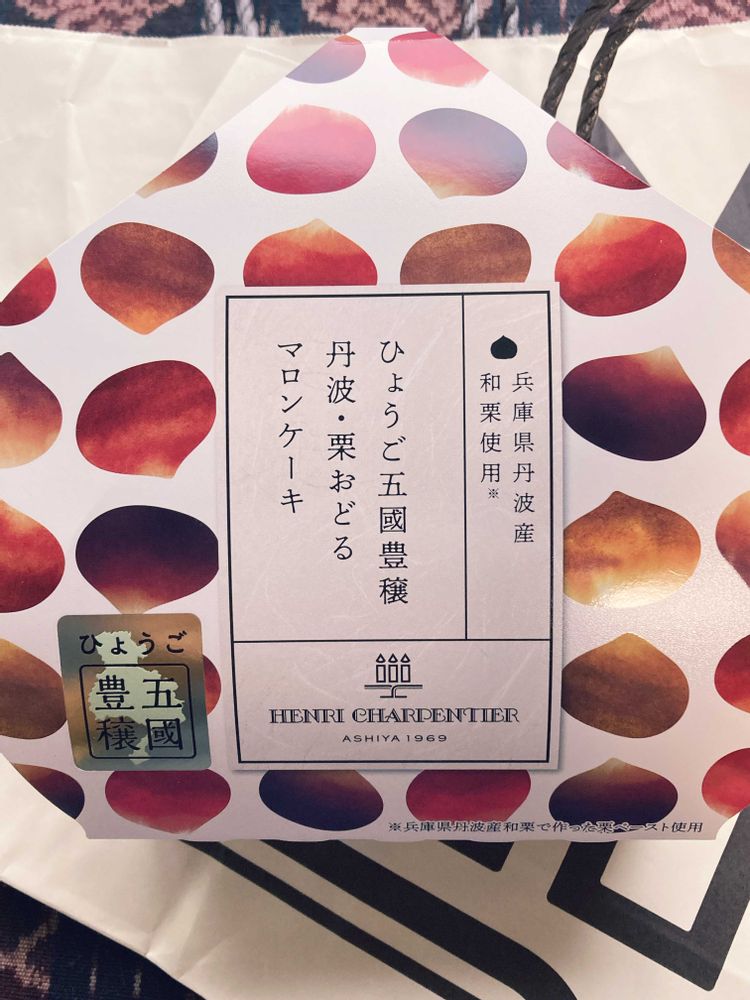 兵庫県丹波産
和栗使用※
ひょうご五國豊穣
丹波・栗おどる
マロンケーキ
HENRI CHARPENTIER
ASHIYA 1969
ひょうご
五國
豊穣
※兵庫県丹波産和栗で作った栗ペースト使用